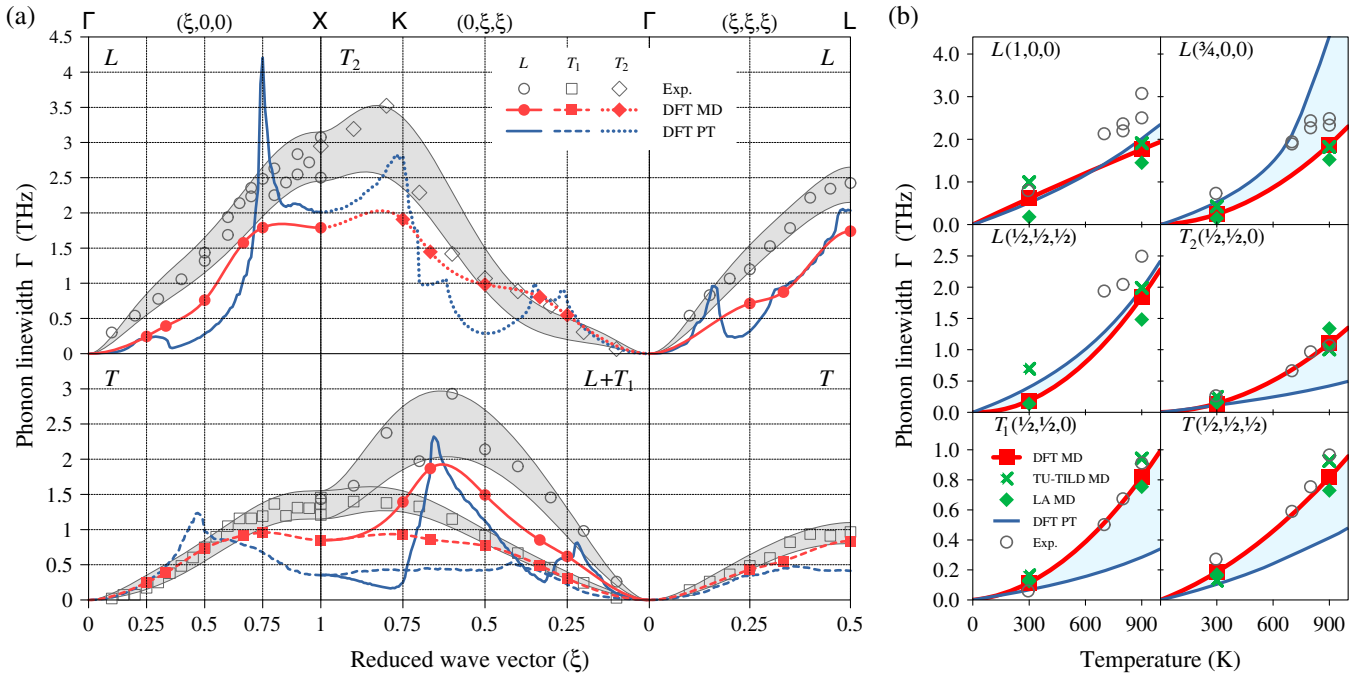 (a)
Γ (ξ,0,0) X K (0,ξ,ξ) Γ (ξ,ξ,ξ) L
Phonon linewidth Γ (THz)
4.5
4
3.5
3
2.5
2
1.5
1
0.5
0
L
T₂
L
L T₁ T₂
Exp.
DFT MD
DFT PT
3
2.5
2
1.5
1
0.5
0
T
L+T₁
T
0 0.25 0.5 0.75 1 0.75 0.5 0.25 0 0.25 0.5
Reduced wave vector (ξ)
(b)
Phonon linewidth Γ (THz)
4.0
3.0
2.0
1.0
0.0
L(1,0,0)
L(¾,0,0)
2.5
2.0
1.5
1.0
0.5
0.0
L(½,½,½)
T₂(½,½,0)
1.0
0.8
0.6
0.4
0.2
0.0
T₁(½,½,0)
T(½,½,½)
DFT MD
TU-TILD MD
LA MD
DFT PT
Exp.
0 300 600 900 300 600 900
Temperature (K)